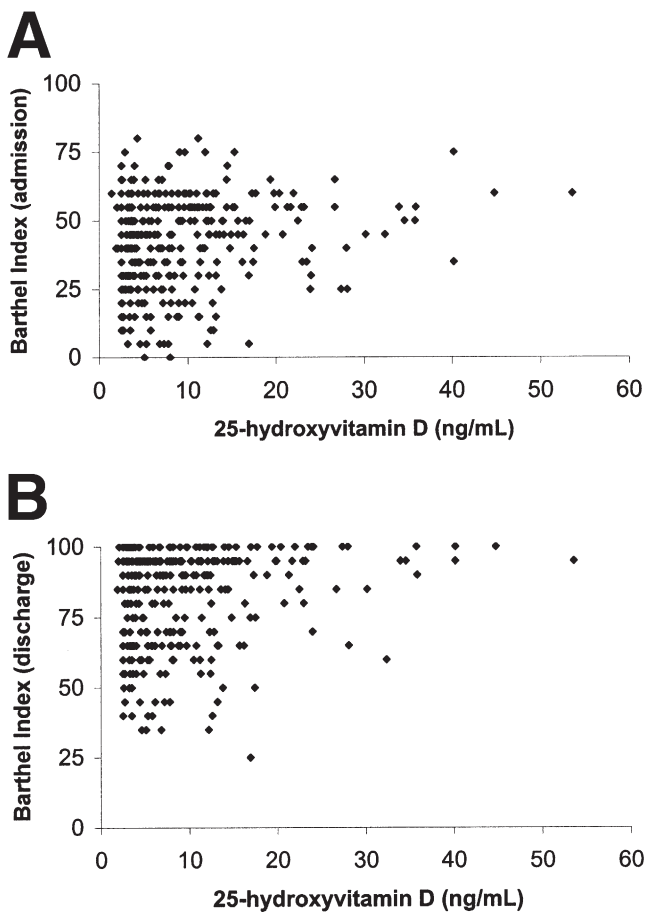 A
100
75
50
25
0
Barthel Index (admission)
0 10 20 30 40 50 60
25-hydroxyvitamin D (ng/mL)
B
100
75
50
25
0
Barthel Index (discharge)
0 10 20 30 40 50 60
25-hydroxyvitamin D (ng/mL)